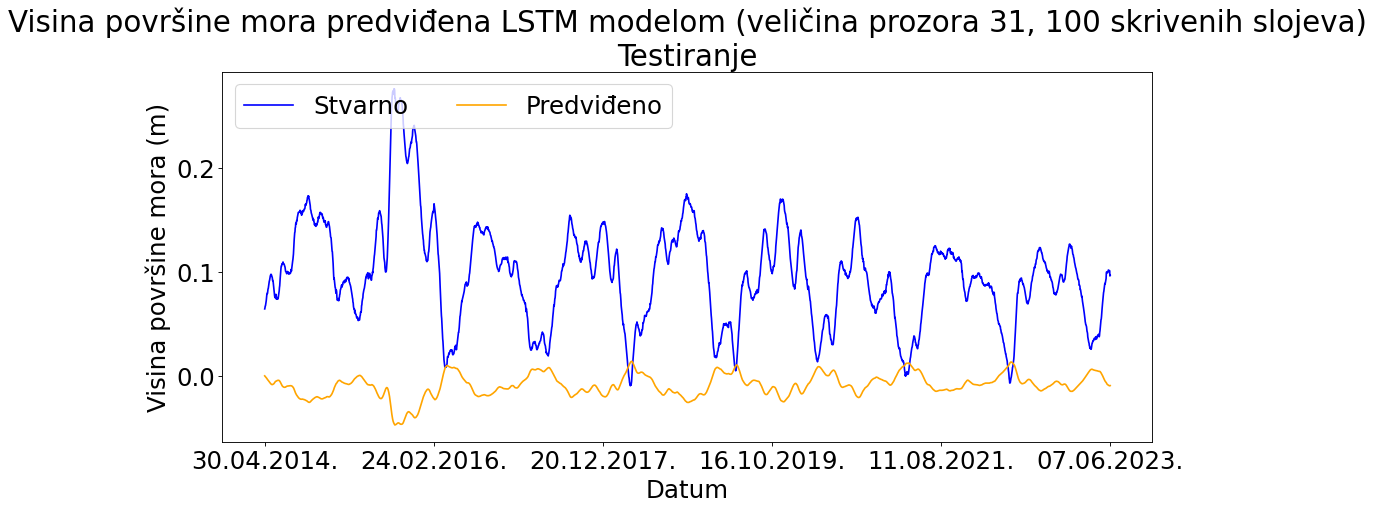 Visina površine mora predviđena LSTM modelom (veličina prozora 31, 100 skrivenih slojeva)
Testiranje
Stvarno Predviđeno
Visina površine mora (m)
0.2
0.1
0.0
30.04.2014. 24.02.2016. 20.12.2017. 16.10.2019. 11.08.2021. 07.06.2023.
Datum